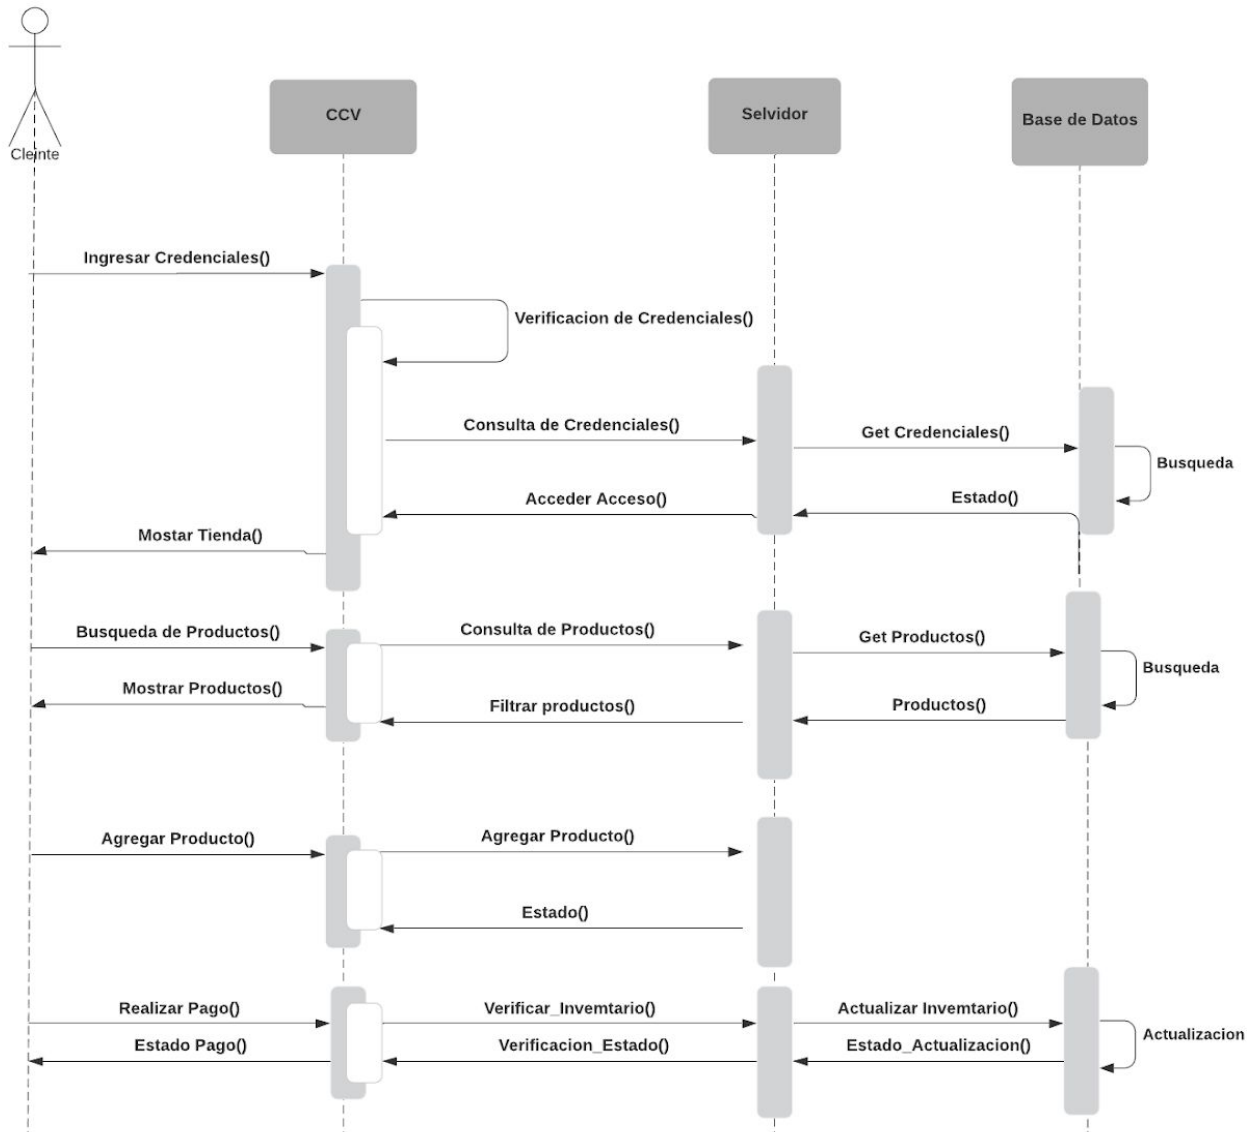 Cleinte
CCV
Selvidor
Base de Datos
Ingresar Credenciales()
Verificacion de Credenciales()
Consulta de Credenciales()
Get Credenciales()
Busqueda
Acceder Acceso()
Estado()
Mostar Tienda()
Busqueda de Productos()
Consulta de Productos()
Get Productos()
Busqueda
Mostrar Productos()
Filtrar productos()
Productos()
Agregar Producto()
Agregar Producto()
Estado()
Realizar Pago()
Verificar_Invemtario()
Actualizar Invemtario()
Actualizacion
Estado Pago()
Verificacion_Estado()
Estado_Actualizacion()